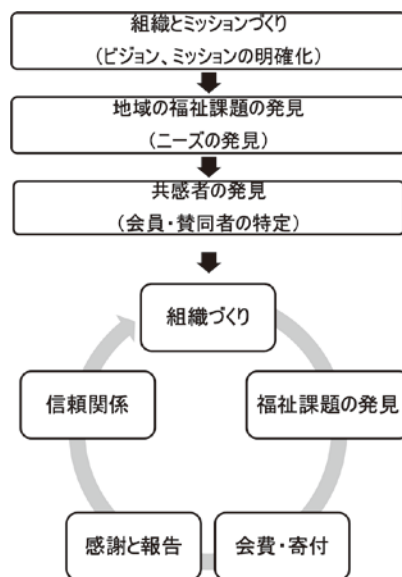 組織とミッションづくり
(ビジョン、ミッションの明確化)
地域の福祉課題の発見
(ニーズの発見)
共感者の発見
(会員・賛同者の特定)
組織づくり
福祉課題の発見
会費・寄付
感謝と報告
信頼関係